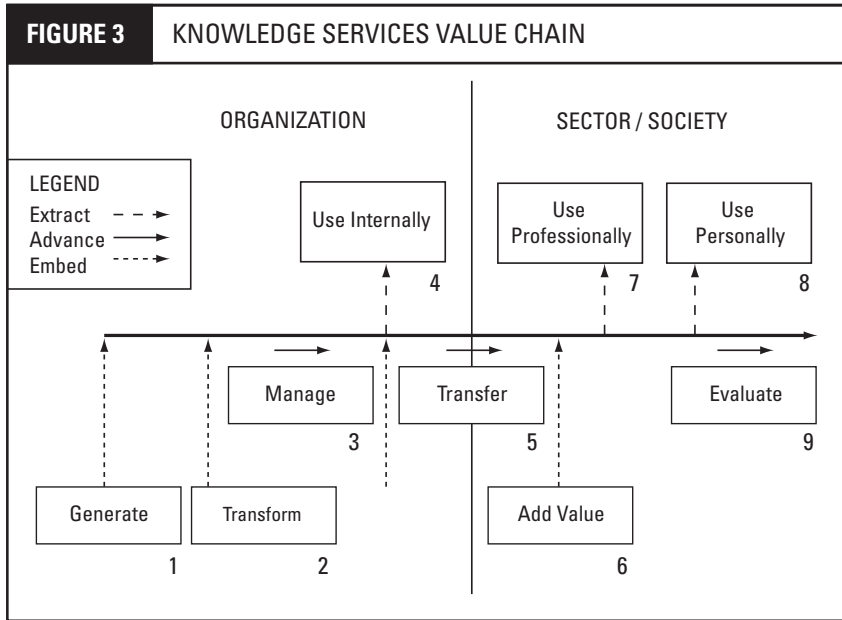 FIGURE 3 KNOWLEDGE SERVICES VALUE CHAIN
ORGANIZATION
SECTOR / SOCIETY
LEGEND
Extract
Advance
Embed
Use Internally
4
Use
Professionally
7
Use
Personally
8
Manage
3
Transfer
5
Evaluate
9
Generate
1
Transform
2
Add Value
6